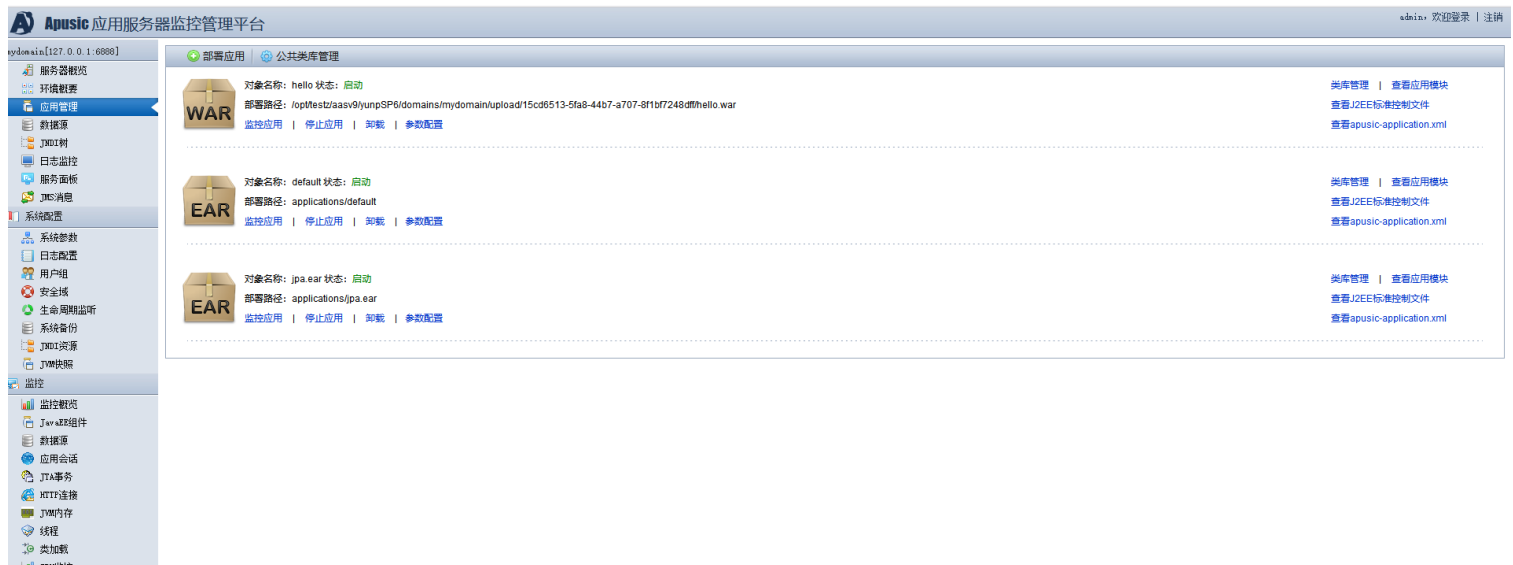 Apusic 应用服务器监控管理平台
admin, 欢迎登录 | 注销
mydomain[127.0.0.1:6888]
服务器概览
环境概要
应用管理
数据源
JNDI树
日志监控
服务面板
JMS消息
系统配置
系统参数
日志配置
用户组
安全域
生命周期监听
系统备份
JNDI资源
JVM快照
监控
监控概览
JavaEE组件
数据源
应用会话
JTA事务
HTTP连接
JVM内存
线程
类加载
部署应用 公共类库管理
WAR
对象名称: hello 状态: 启动
部署路径: /opt/testz/aasv9/yunpSP6/domains/mydomain/upload/15cd6513-5fa8-44b7-a707-8f1bf7248dff/hello.war
监控应用 | 停止应用 | 卸载 | 参数配置
类库管理 | 查看应用模块
查看J2EE标准控制文件
查看apusic-application.xml
EAR
对象名称: default 状态: 启动
部署路径: applications/default
监控应用 | 停止应用 | 卸载 | 参数配置
类库管理 | 查看应用模块
查看J2EE标准控制文件
查看apusic-application.xml
EAR
对象名称: jpa.ear 状态: 启动
部署路径: applications/jpa.ear
监控应用 | 停止应用 | 卸载 | 参数配置
类库管理 | 查看应用模块
查看J2EE标准控制文件
查看apusic-application.xml